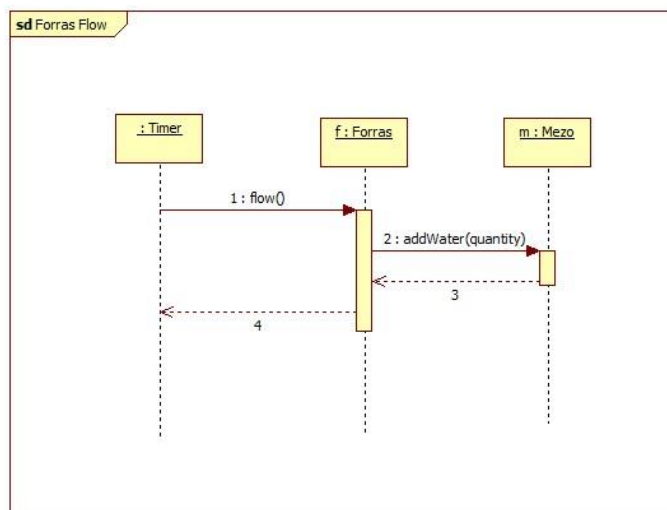 sd Forras Flow
: Timer
f : Forras
m : Mezo
1 : flow()
2 : addWater(quantity)
3
4